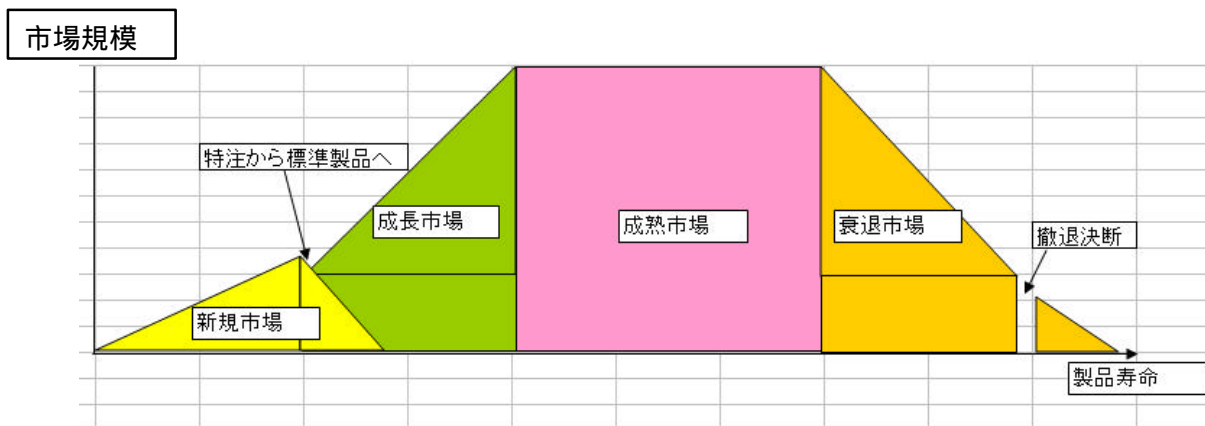 市場規模
特注から標準製品へ
成長市場
成熟市場
衰退市場
撤退決断
新規市場
製品寿命